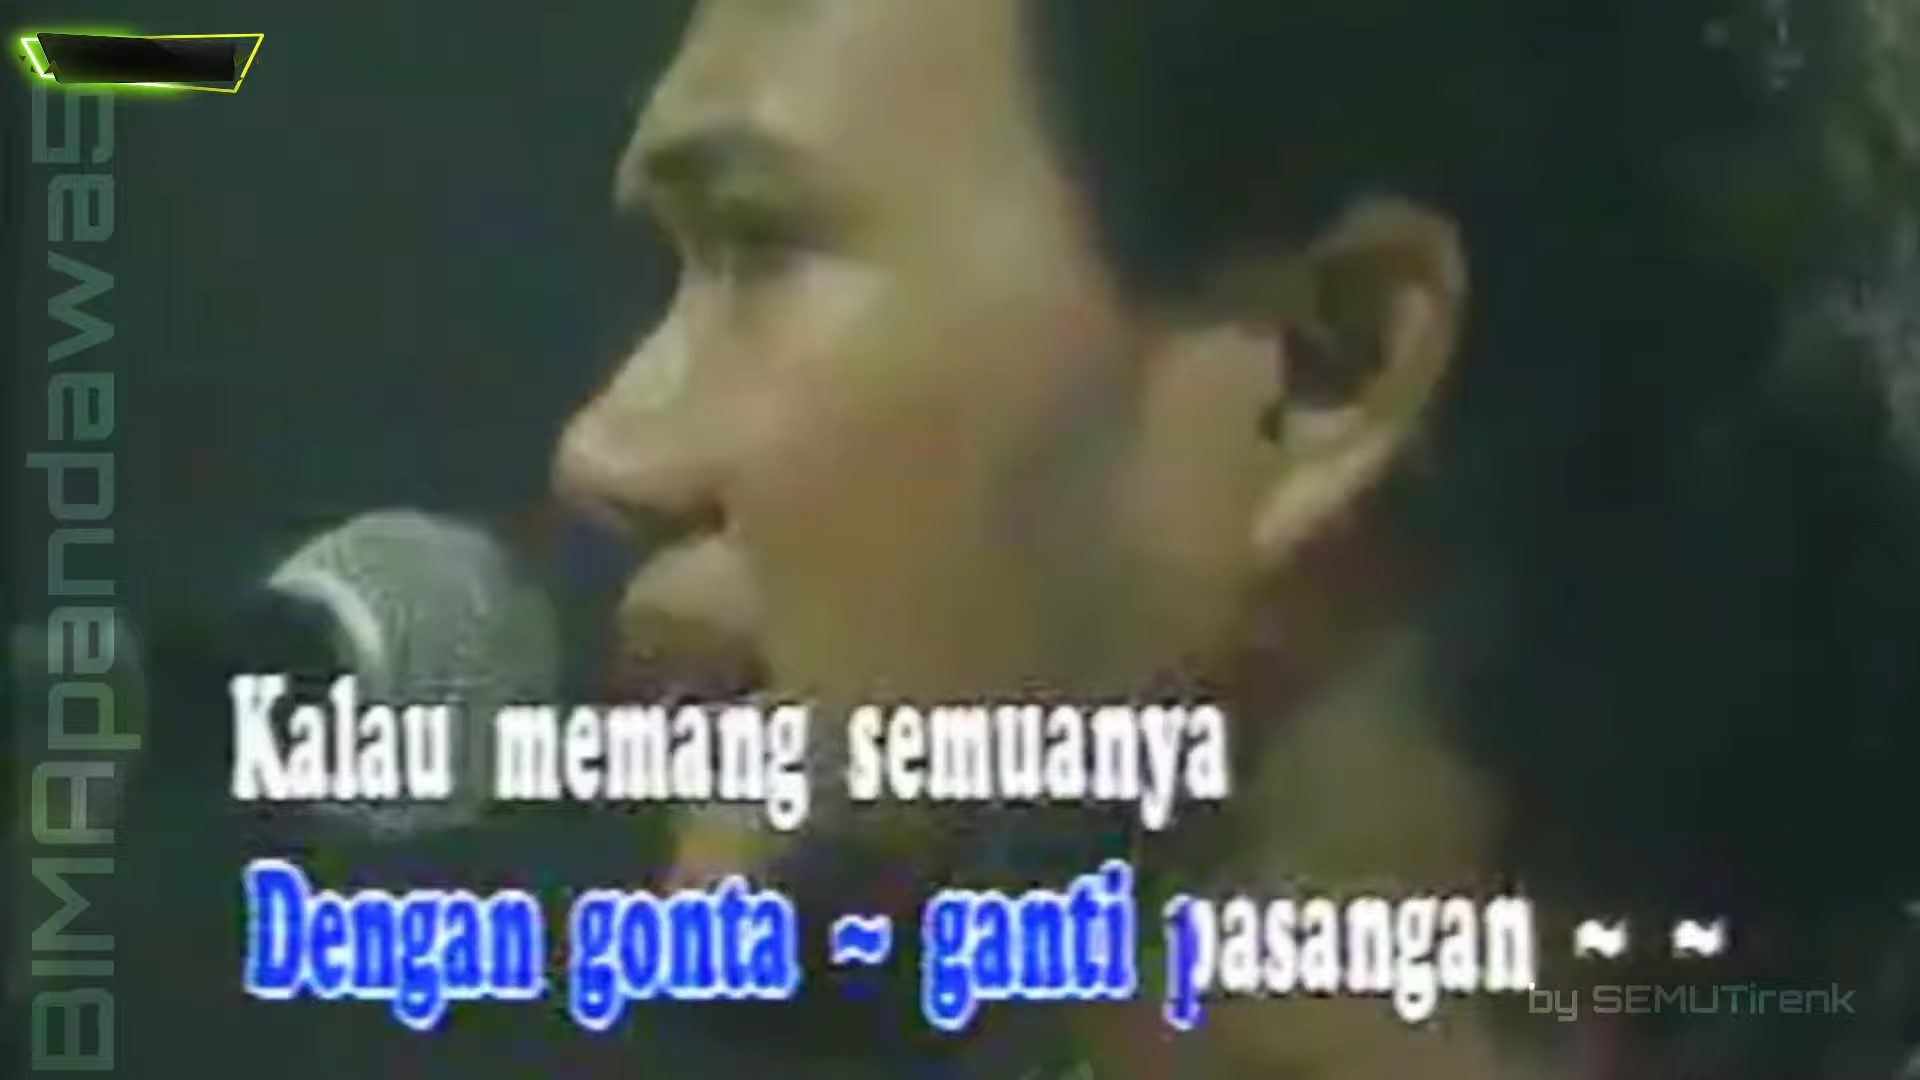 BIMApandawa5
Kalau memang semuanya
Dengan gonta ~ ganti pasangan ~ ~
by SEMUTirenk